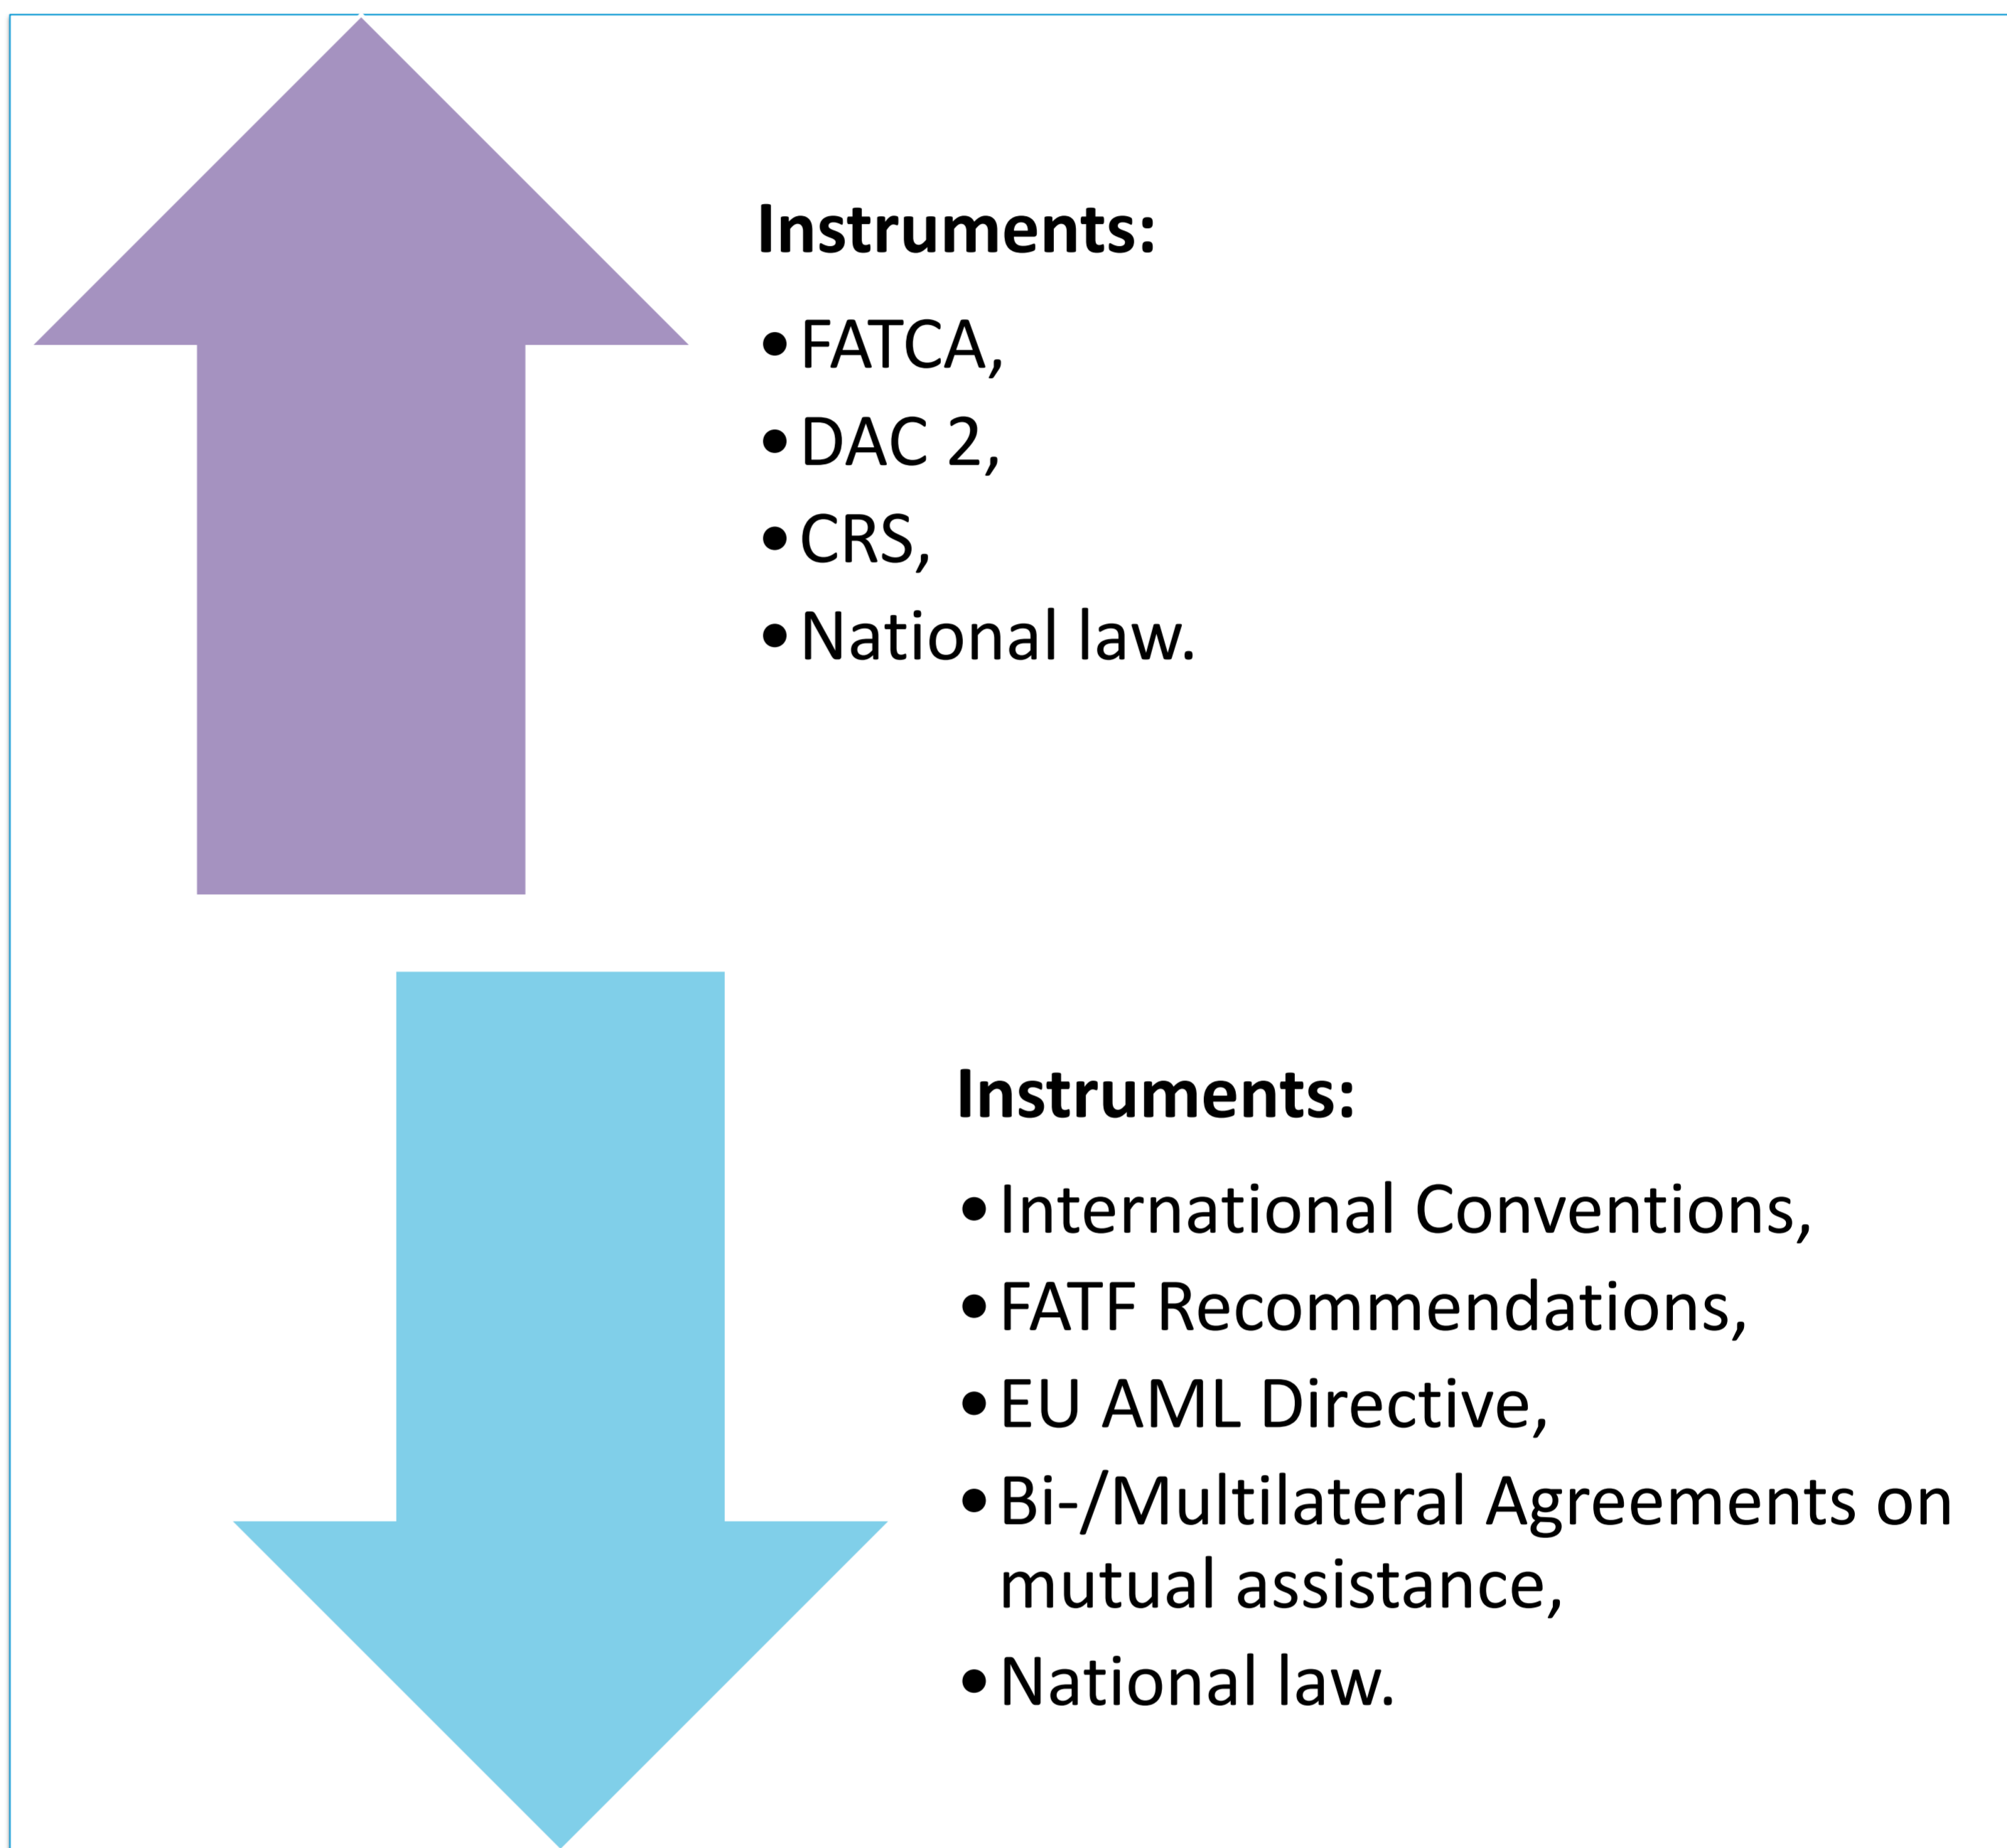 Instruments:
• FATCA,
• DAC 2,
• CRS,
• National law.
Instruments:
• International Conventions,
• FATF Recommendations,
• EU AML Directive,
• Bi-/Multilateral Agreements on
mutual assistance,
• National law.